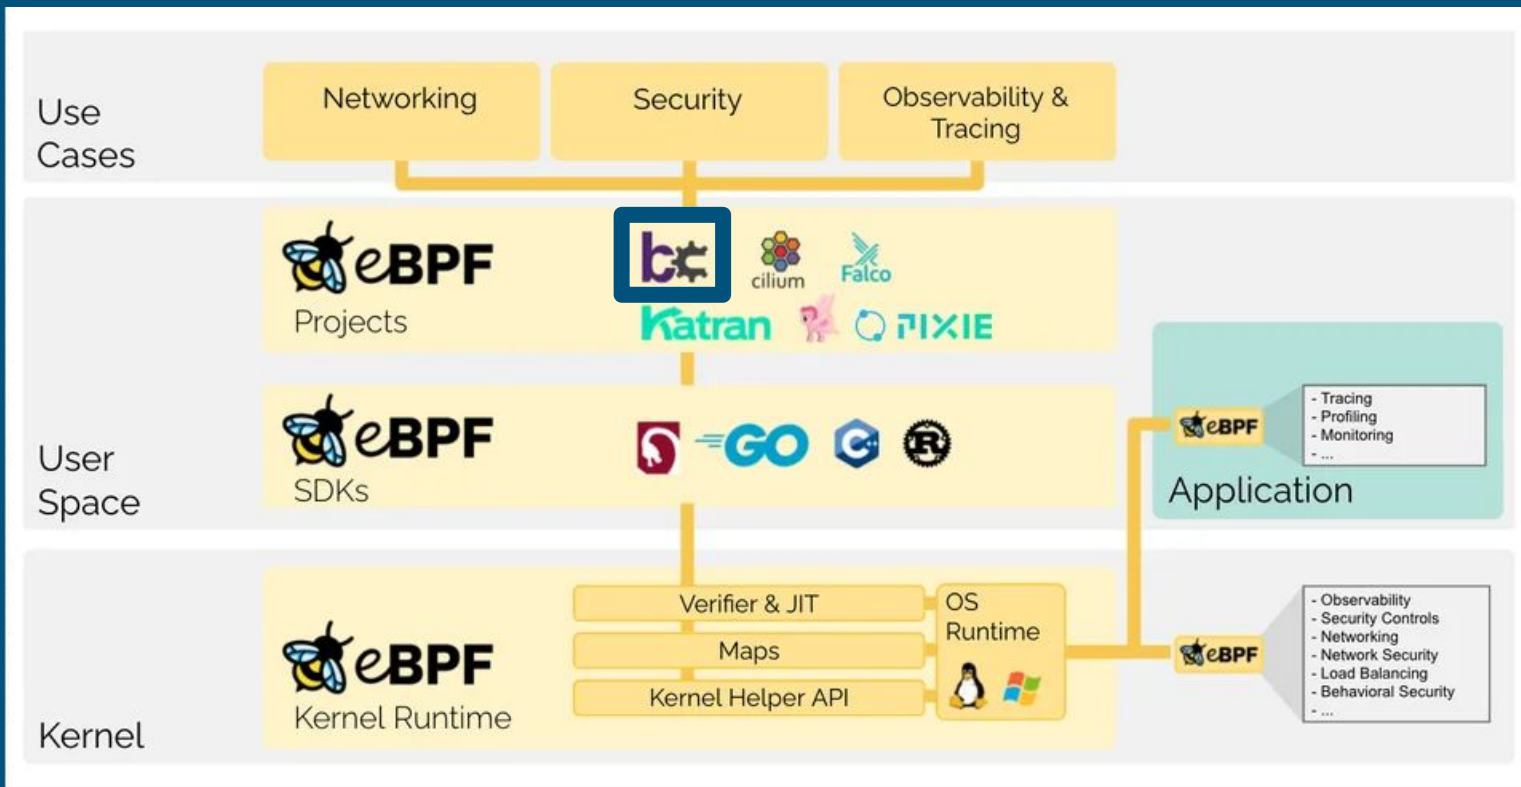 Use
Cases
Networking
Security
Observability &
Tracing
eBPF
Projects
bc
cilium
Falco
Katran
PIXIE
User
Space
eBPF
SDKs
GO
C++
R
eBPF
- Tracing
- Profiling
- Monitoring
- ...
Application
Kernel
eBPF
Kernel Runtime
Verifier & JIT
Maps
Kernel Helper API
OS
Runtime
eBPF
- Observability
- Security Controls
- Networking
- Network Security
- Load Balancing
- Behavioral Security
- ...